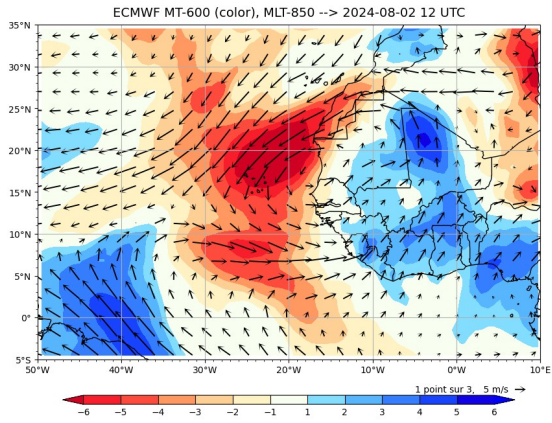 ECMWF MT-600 (color), MLT-850 --> 2024-08-02 12 UTC
35°N
30°N
25°N
20°N
15°N
10°N
5°N
0°
5°S
50°W 40°W 30°W 20°W 10°W 0°W 10°E
1 point sur 3, 5 m/s
−6 −5 −4 −3 −2 −1 1 2 3 4 5 6